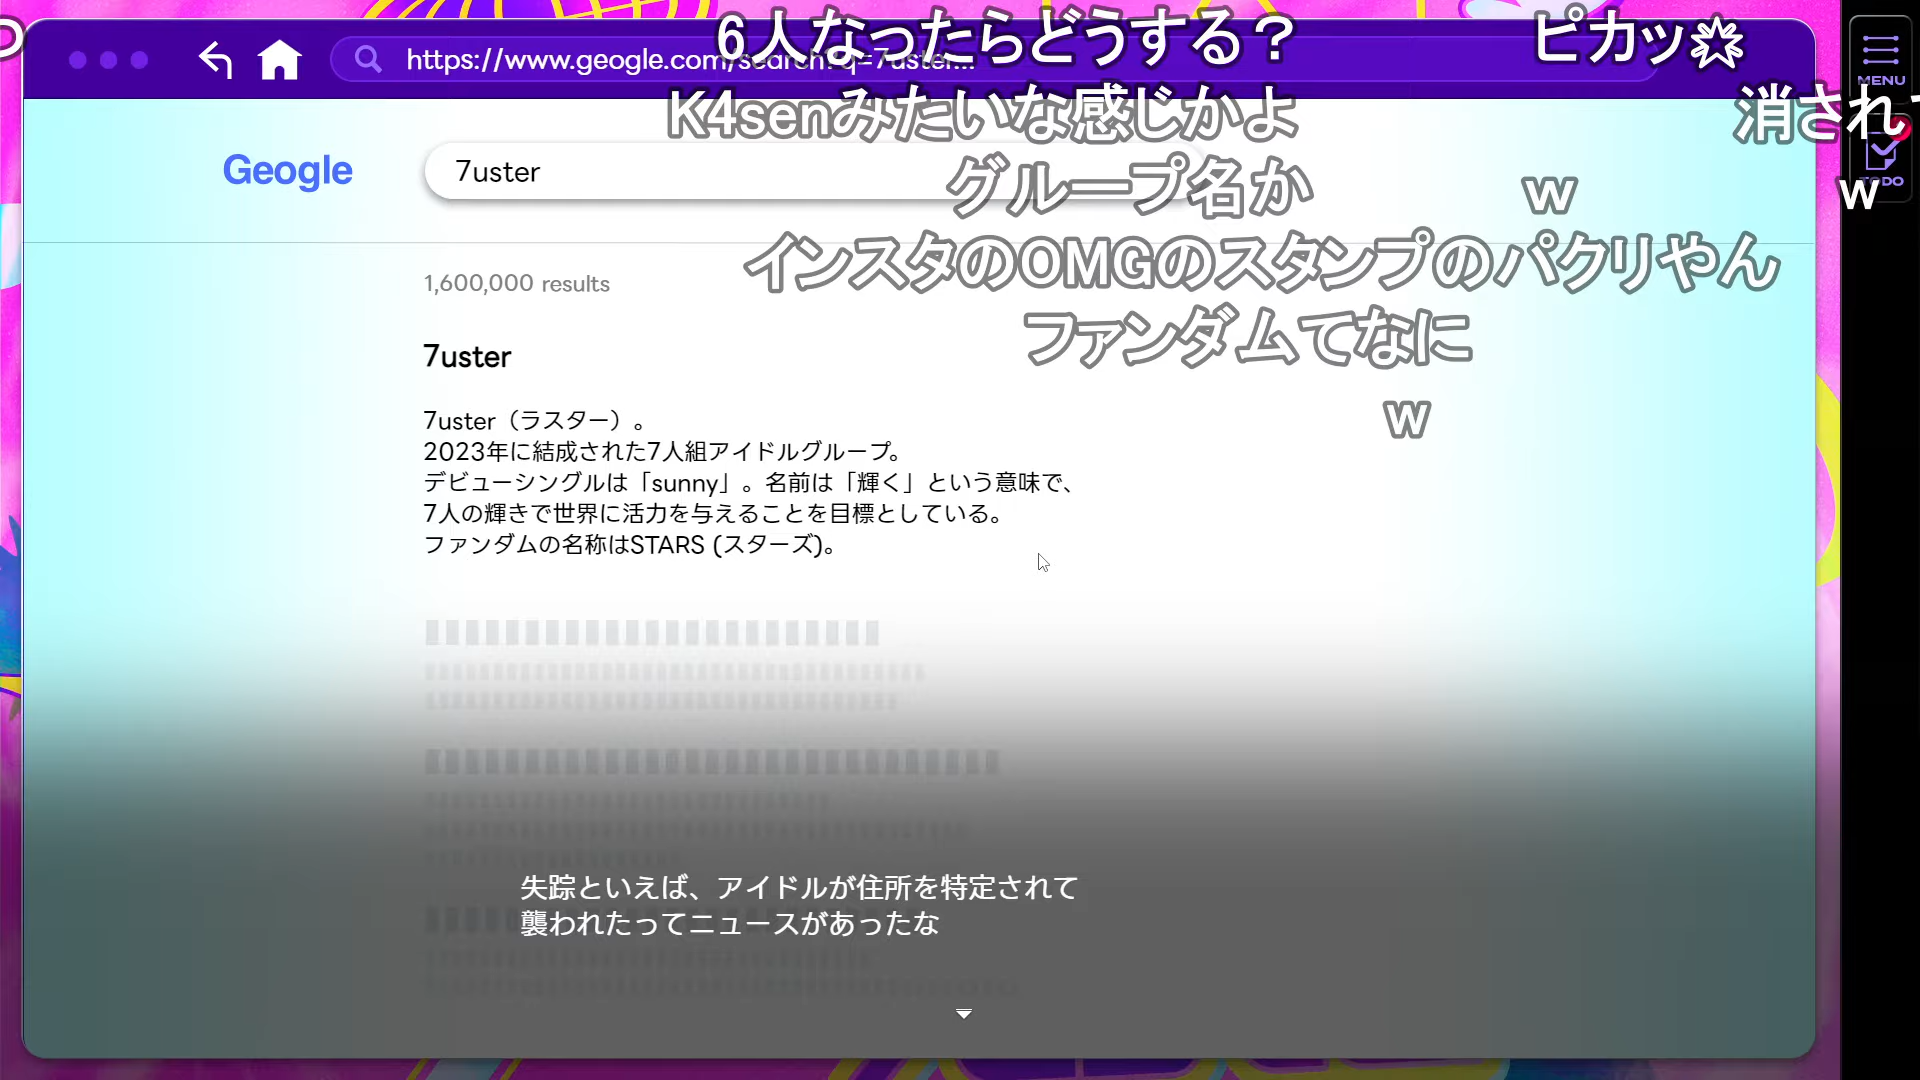 6人なったらどうする？
ピカッ
https://www.geogle.com/search?q=7uster...
MENU
K4senみたいな感じかよ
消され
Geogle
7uster
グループ名か
w
w
TODO
インスタのOMGのスタンプのパクリやん
1,600,000 results
ファンダムてなに
7uster
w
7uster（ラスター）。
2023年に結成された7人組アイドルグループ。
デビューシングルは「sunny」。名前は「輝く」という意味で、
7人の輝きで世界に活力を与えることを目標としている。
ファンダムの名称はSTARS (スターズ)。
失踪といえば、アイドルが住所を特定されて
襲われたってニュースがあったな